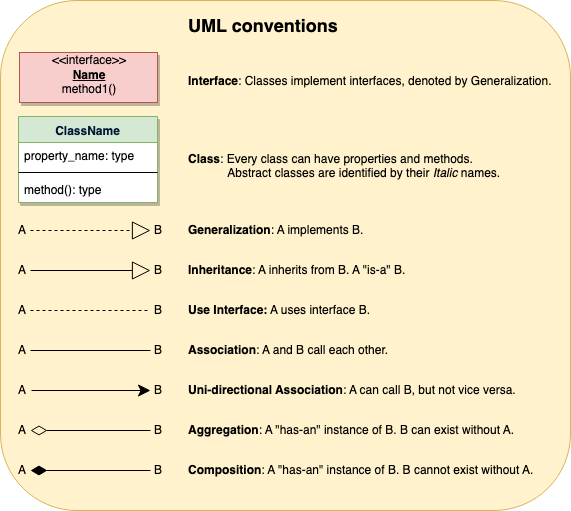 UML conventions
<<interface>>
Name
method1()
Interface: Classes implement interfaces, denoted by Generalization.
ClassName
property_name: type
method(): type
Class: Every class can have properties and methods.
Abstract classes are identified by their Italic names.
A B Generalization: A implements B.
A B Inheritance: A inherits from B. A "is-a" B.
A B Use Interface: A uses interface B.
A B Association: A and B call each other.
A B Uni-directional Association: A can call B, but not vice versa.
A B Aggregation: A "has-an" instance of B. B can exist without A.
A B Composition: A "has-an" instance of B. B cannot exist without A.